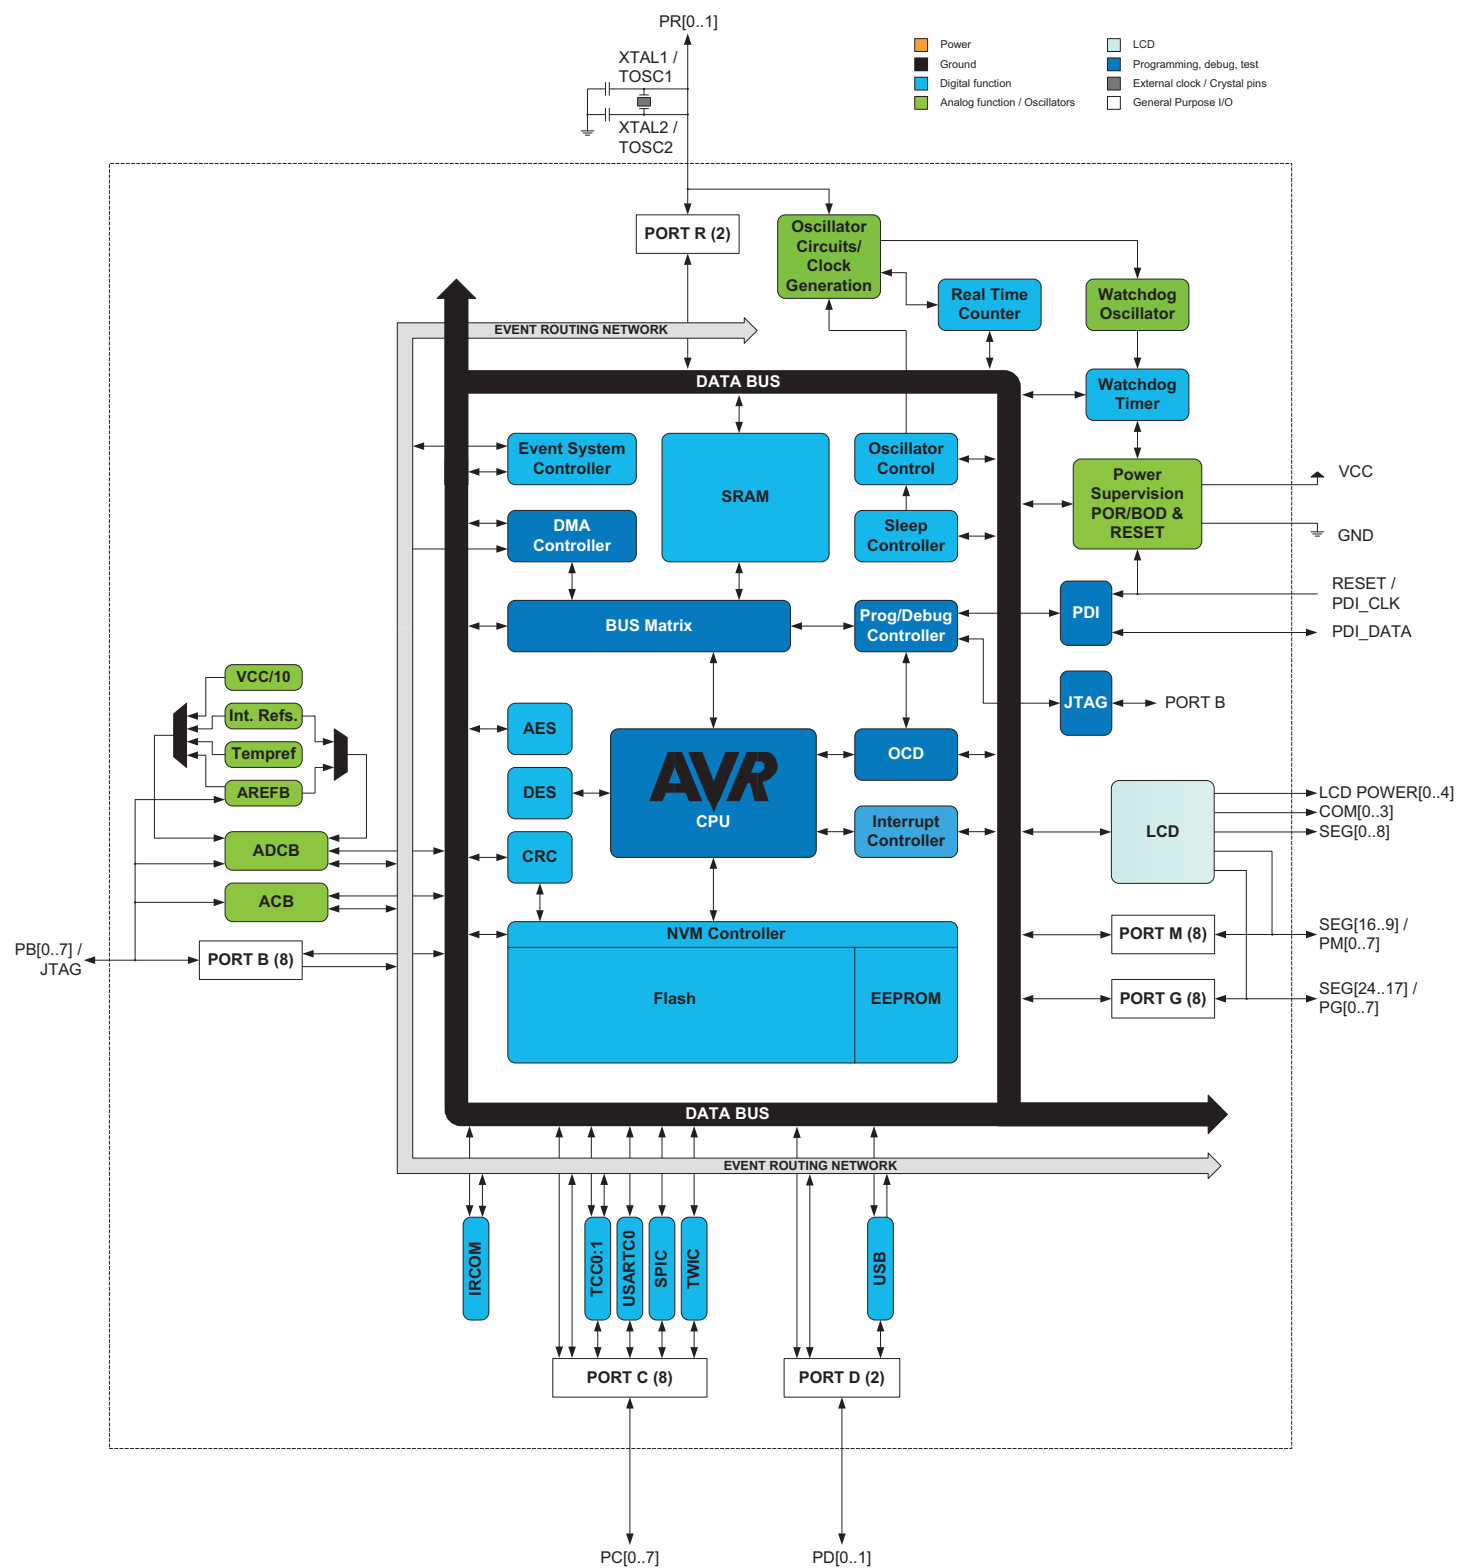 PR[0..1]
XTAL1 /
TOSC1
XTAL2 /
TOSC2
Power
Ground
Digital function
Analog function / Oscillators
LCD
Programming, debug, test
External clock / Crystal pins
General Purpose I/O
PORT R (2)
Oscillator
Circuits/
Clock
Generation
Real Time
Counter
Watchdog
Oscillator
EVENT ROUTING NETWORK
DATA BUS
Watchdog
Timer
Event System
Controller
SRAM
Oscillator
Control
Power
Supervision
POR/BOD &
RESET
VCC
GND
DMA
Controller
Sleep
Controller
RESET /
PDI_CLK
PDI_DATA
BUS Matrix
Prog/Debug
Controller
PDI
JTAG
PORT B
VCC/10
Int. Refs.
Tempref
AREFB
AES
DES
CRC
AVR
CPU
OCD
Interrupt
Controller
LCD
LCD POWER[0..4]
COM[0..3]
SEG[0..8]
ADCB
ACB
PB[0..7] /
JTAG
PORT B (8)
NVM Controller
Flash
EEPROM
PORT M (8)
SEG[16..9] /
PM[0..7]
PORT G (8)
SEG[24..17] /
PG[0..7]
DATA BUS
EVENT ROUTING NETWORK
IRCOM
TCC0:1
USARTC0
SPIC
TWIC
USB
PORT C (8)
PORT D (2)
PC[0..7]
PD[0..1]